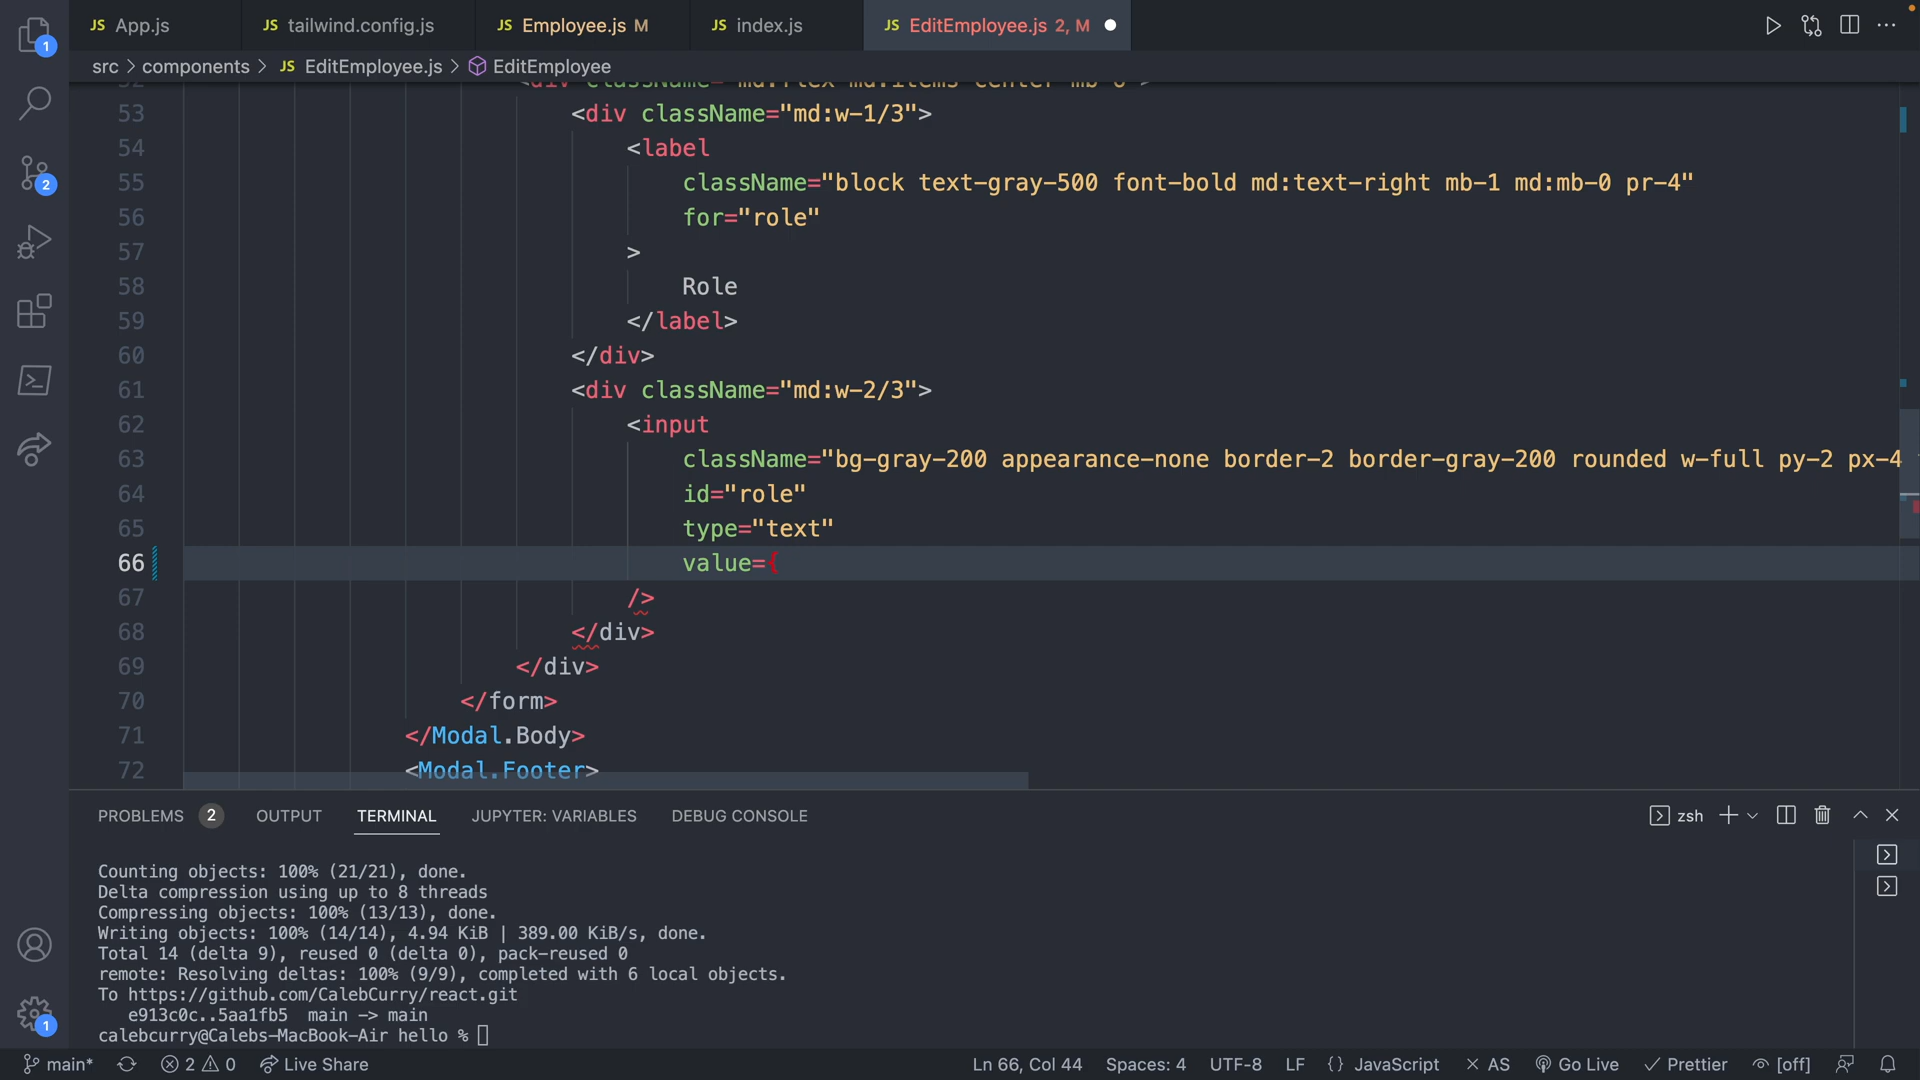 1
JS App.js
JS tailwind.config.js
JS Employee.js M
JS index.js
JS EditEmployee.js 2, M
src > components > JS EditEmployee.js > EditEmployee
2
53 <div className="md:w-1/3">
54 <label
55 className="block text-gray-500 font-bold md:text-right mb-1 md:mb-0 pr-4"
56 for="role"
57 >
58 Role
59 </label>
60 </div>
61 <div className="md:w-2/3">
62 <input
63 className="bg-gray-200 appearance-none border-2 border-gray-200 rounded w-full py-2 px-4
64 id="role"
65 type="text"
66 value={
67 />
68 </div>
69 </div>
70 </form>
71 </Modal.Body>
72 <Modal.Footer>
PROBLEMS 2 OUTPUT TERMINAL JUPYTER: VARIABLES DEBUG CONSOLE
zsh
Counting objects: 100% (21/21), done.
Delta compression using up to 8 threads
Compressing objects: 100% (13/13), done.
Writing objects: 100% (14/14), 4.94 KiB | 389.00 KiB/s, done.
Total 14 (delta 9), reused 0 (delta 0), pack-reused 0
remote: Resolving deltas: 100% (9/9), completed with 6 local objects.
To https://github.com/CalebCurry/react.git
e913c0c..5aa1fb5 main -> main
calebcurry@Calebs-MacBook-Air hello %
1
main* 2 0 Live Share Ln 66, Col 44 Spaces: 4 UTF-8 LF {} JavaScript × AS Go Live ✓ Prettier [off]